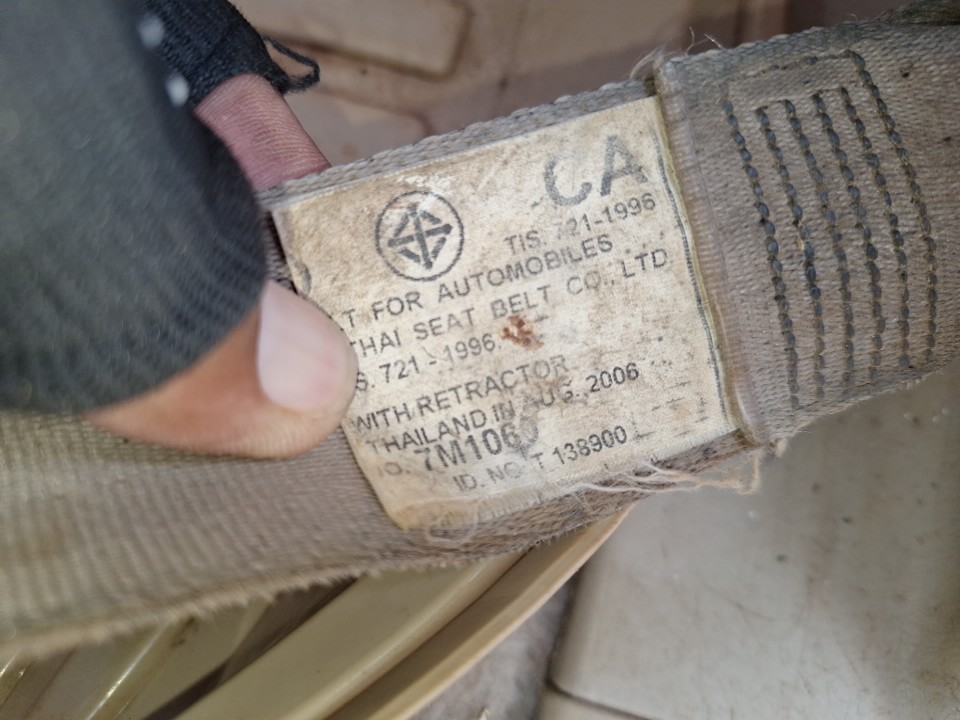 CA
TIS. 721-1996
T FOR AUTOMOBILES
THAI SEAT BELT CO., LTD
S. 721 - 1996
WITH RETRACTOR
THAILAND IN AUG. 2006
7M106
ID. NO T 138900